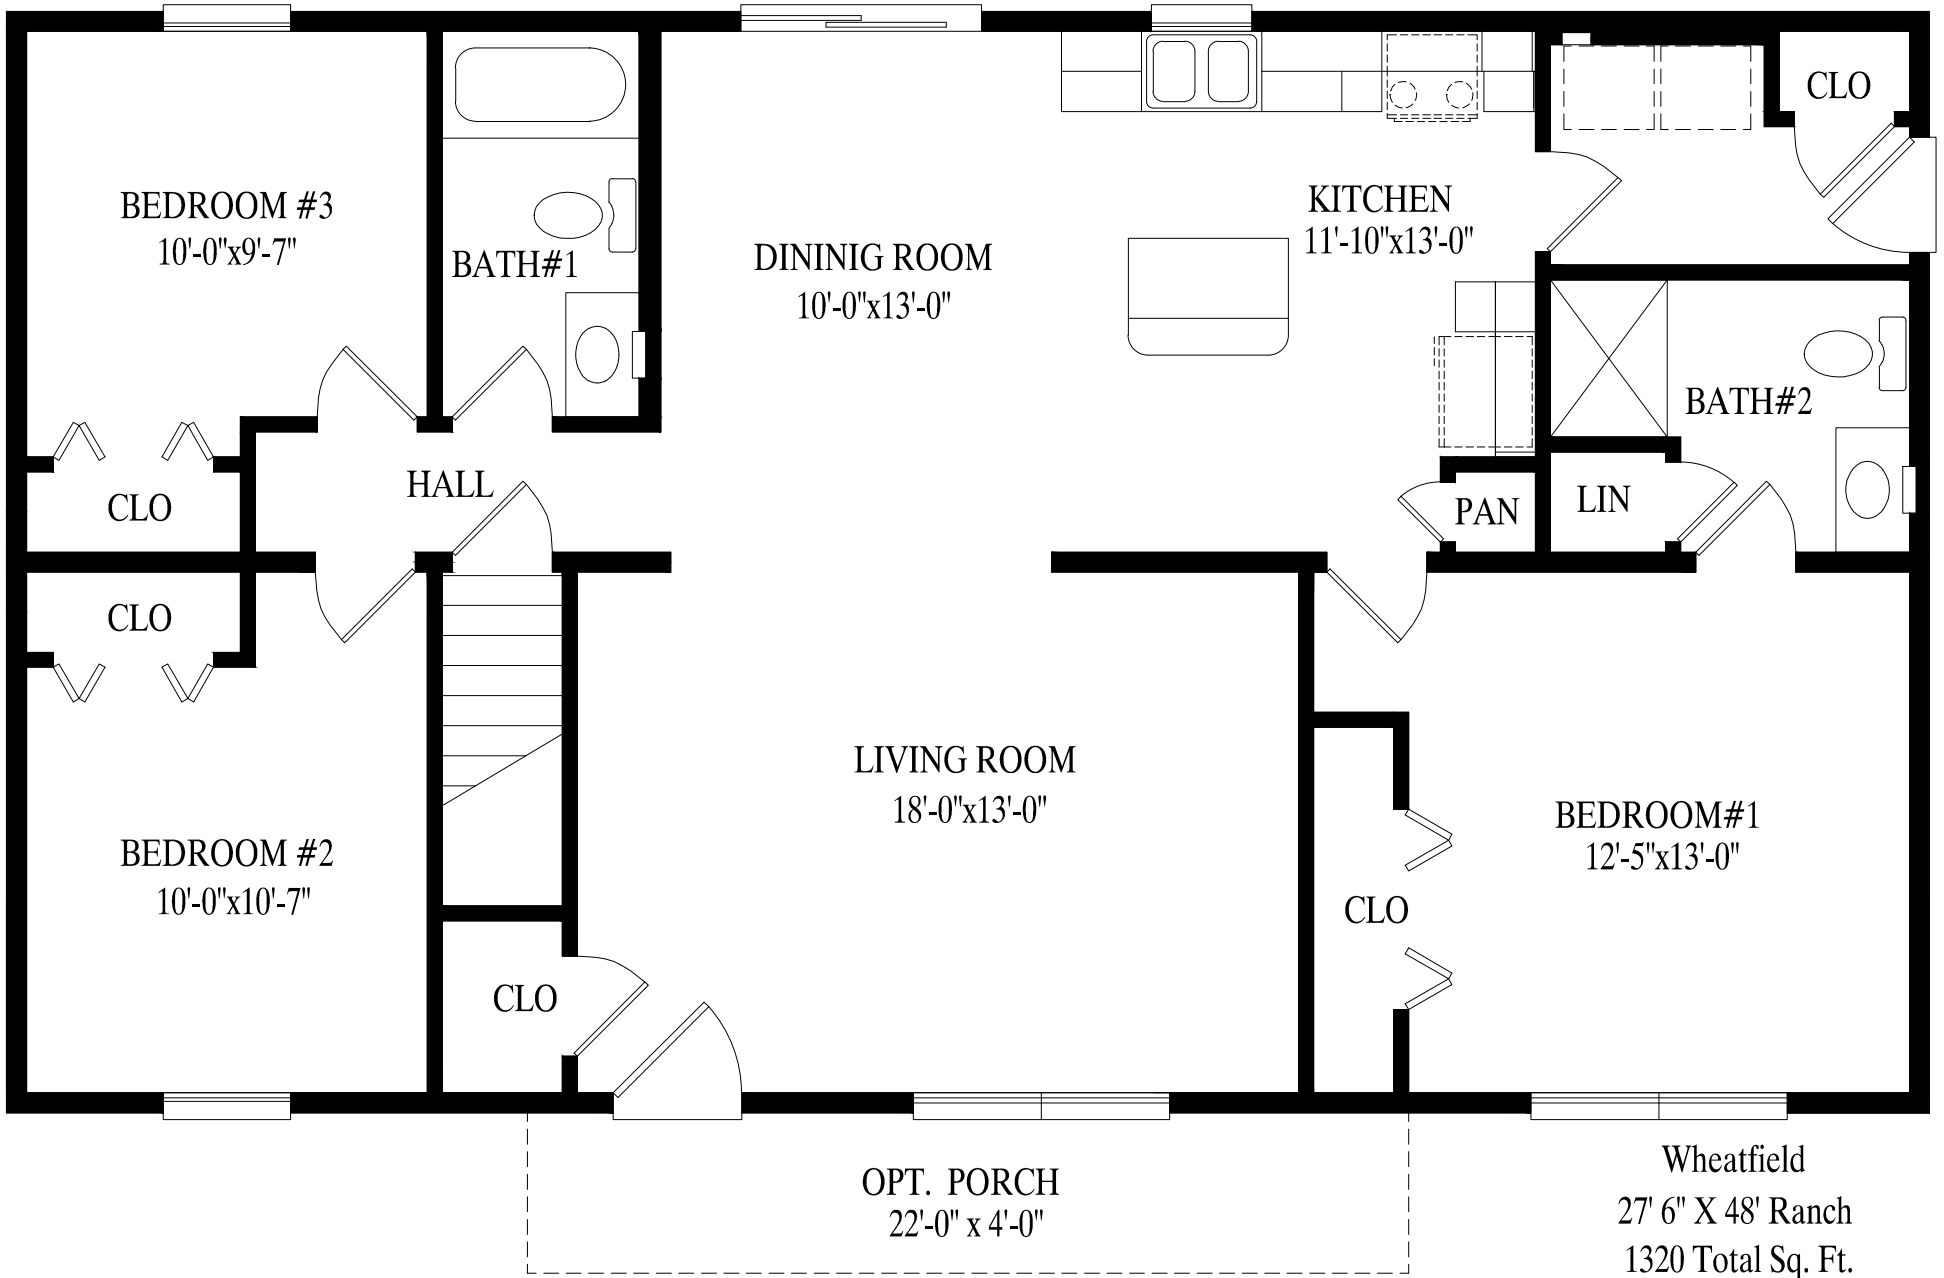 CLO
BEDROOM #3
10'-0"x9'-7"
BATH#1
DININIG ROOM
10'-0"x13'-0"
KITCHEN
11'-10"x13'-0"
BATH#2
HALL
CLO
PAN
LIN
CLO
LIVING ROOM
18'-0"x13'-0"
BEDROOM#1
12'-5"x13'-0"
BEDROOM #2
10'-0"x10'-7"
CLO
CLO
OPT. PORCH
22'-0" x 4'-0"
Wheatfield
27' 6" X 48' Ranch
1320 Total Sq. Ft.